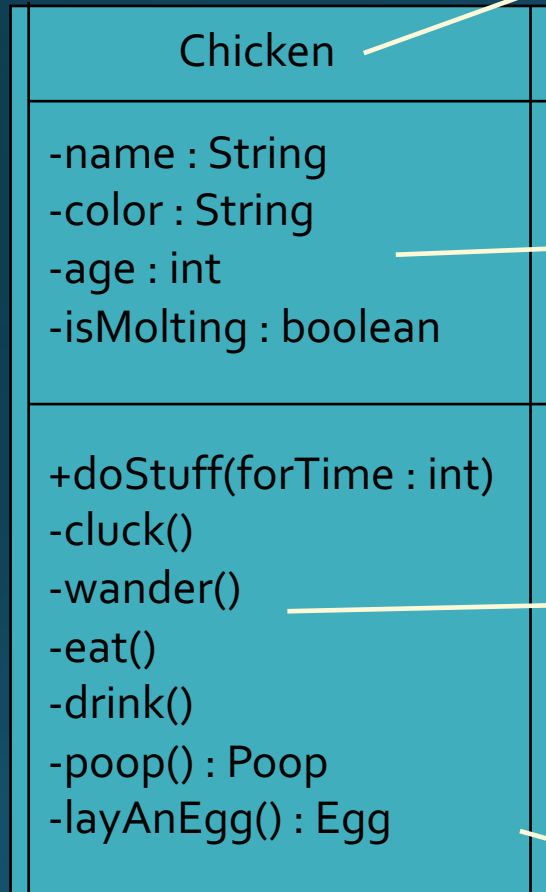 Chicken
-name : String
-color : String
-age : int
-isMolting : boolean
+doStuff(forTime : int)
-cluck()
-wander()
-eat()
-drink()
-poop() : Poop
-layAnEgg() : Egg